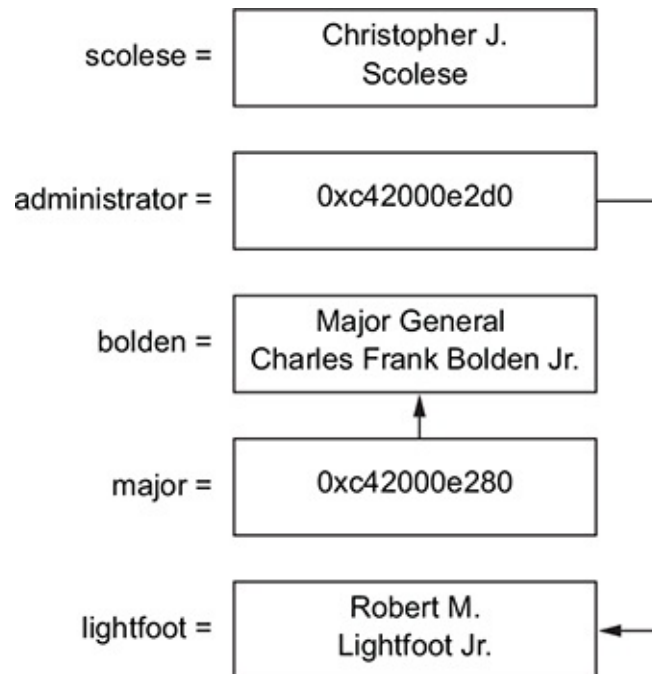 scolese =
Christopher J.
Scolese
administrator =
0xc42000e2d0
bolden =
Major General
Charles Frank Bolden Jr.
major =
0xc42000e280
lightfoot =
Robert M.
Lightfoot Jr.